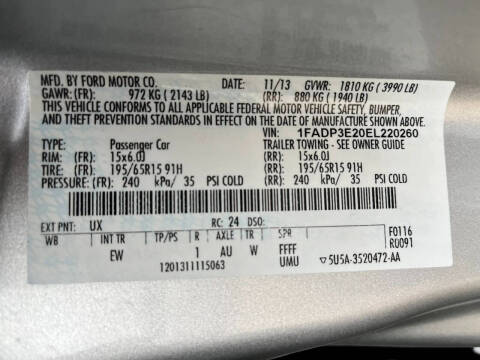 MFD. BY FORD MOTOR CO. DATE: 11/13 GVWR: 1810 KG ( 3990 LB)
GAWR: (FR): 972 KG ( 2143 LB) (RR): 880 KG ( 1940 LB)
THIS VEHICLE CONFORMS TO ALL APPLICABLE FEDERAL MOTOR VEHICLE SAFETY, BUMPER,
AND THEFT PREVENTION STANDARDS IN EFFECT ON THE DATE OF MANUFACTURE SHOWN ABOVE.
VIN: 1FADP3E20EL220260
TYPE: Passenger Car TRAILER TOWING - SEE OWNER GUIDE
RIM: (FR): 15x6.0J (RR): 15x6.0J
TIRE: (FR): 195/65R15 91H (RR): 195/65R15 91H
PRESSURE: (FR): 240 kPa/ 35 PSI COLD (RR): 240 kPa/ 35 PSI COLD
EXT PNT: UX RC: 24 DSO: F0116
WB INT TR TP/PS R AXLE TR SPR R0091
EW 1 AU W FFFF
1201311115063 UMU ▽5U5A-3520472-AA